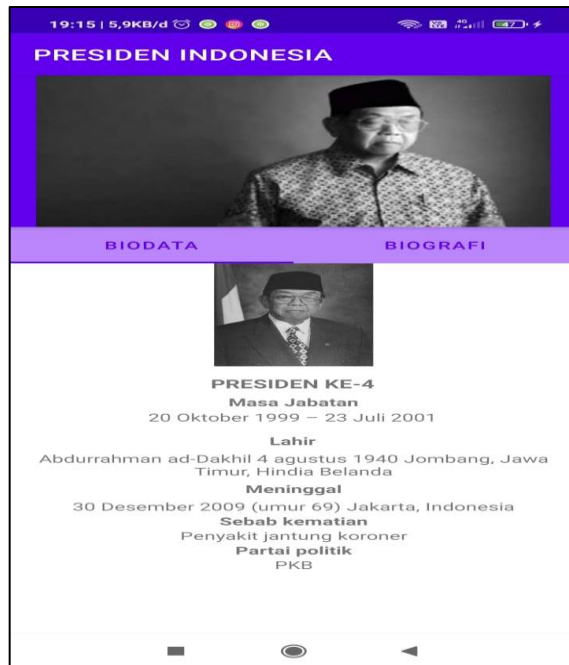 19:15 | 5,9KB/d
4G
47
PRESIDEN INDONESIA
BIODATA
BIOGRAFI
PRESIDEN KE-4
Masa Jabatan
20 Oktober 1999 – 23 Juli 2001
Lahir
Abdurrahman ad-Dakhil 4 agustus 1940 Jombang, Jawa
Timur, Hindia Belanda
Meninggal
30 Desember 2009 (umur 69) Jakarta, Indonesia
Sebab kematian
Penyakit jantung koroner
Partai politik
PKB